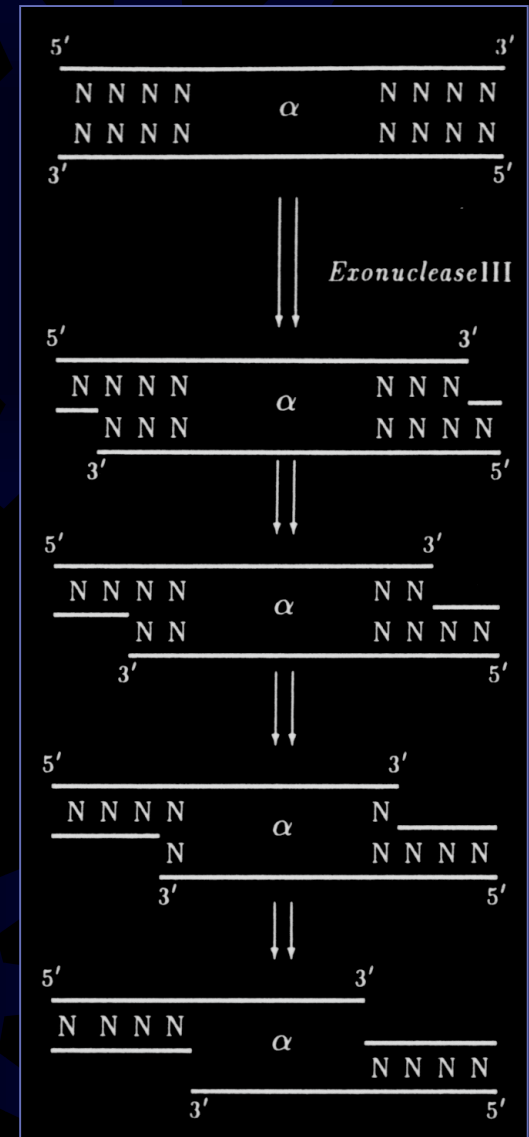 5′ 3′
N N N N α N N N N
N N N N N N N N
3′ 5′
Exonuclease III
5′ 3′
N N N N α N N N
N N N N N N N
3′ 5′
5′ 3′
N N N N α N N
N N N N N N
3′ 5′
5′ 3′
N N N N α N
N N N N N
3′ 5′
5′ 3′
N N N N α
N N N N
3′ 5′